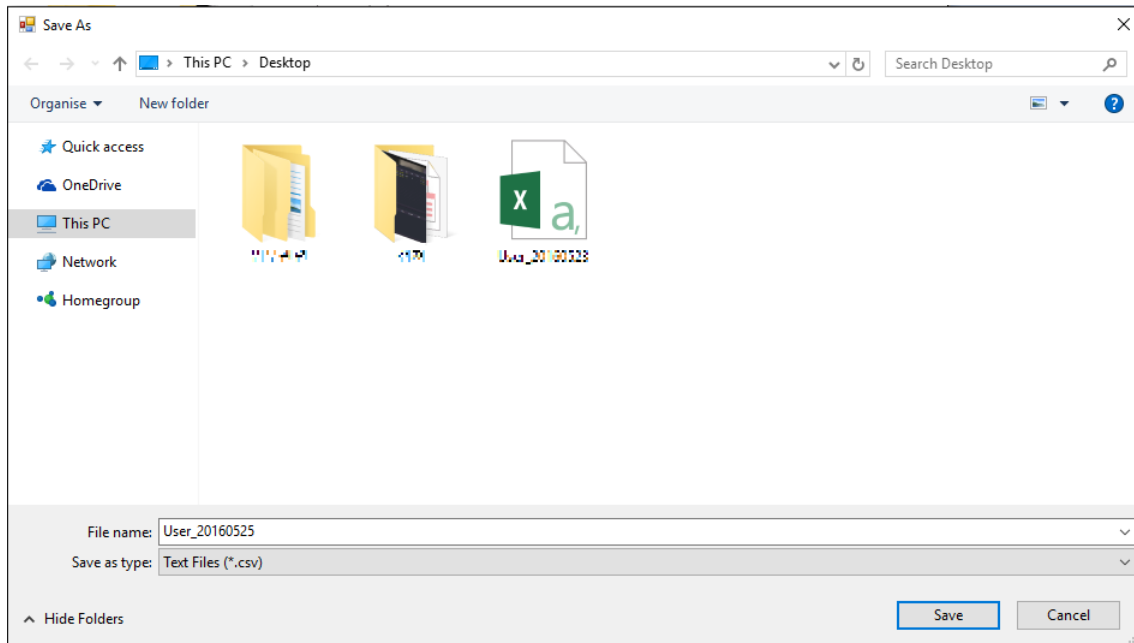 Save As
This PC > Desktop
Search Desktop
Organise
New folder
Quick access
OneDrive
This PC
Network
Homegroup
X a,
User_20160523
File name: User_20160525
Save as type: Text Files (*.csv)
Hide Folders
Save
Cancel